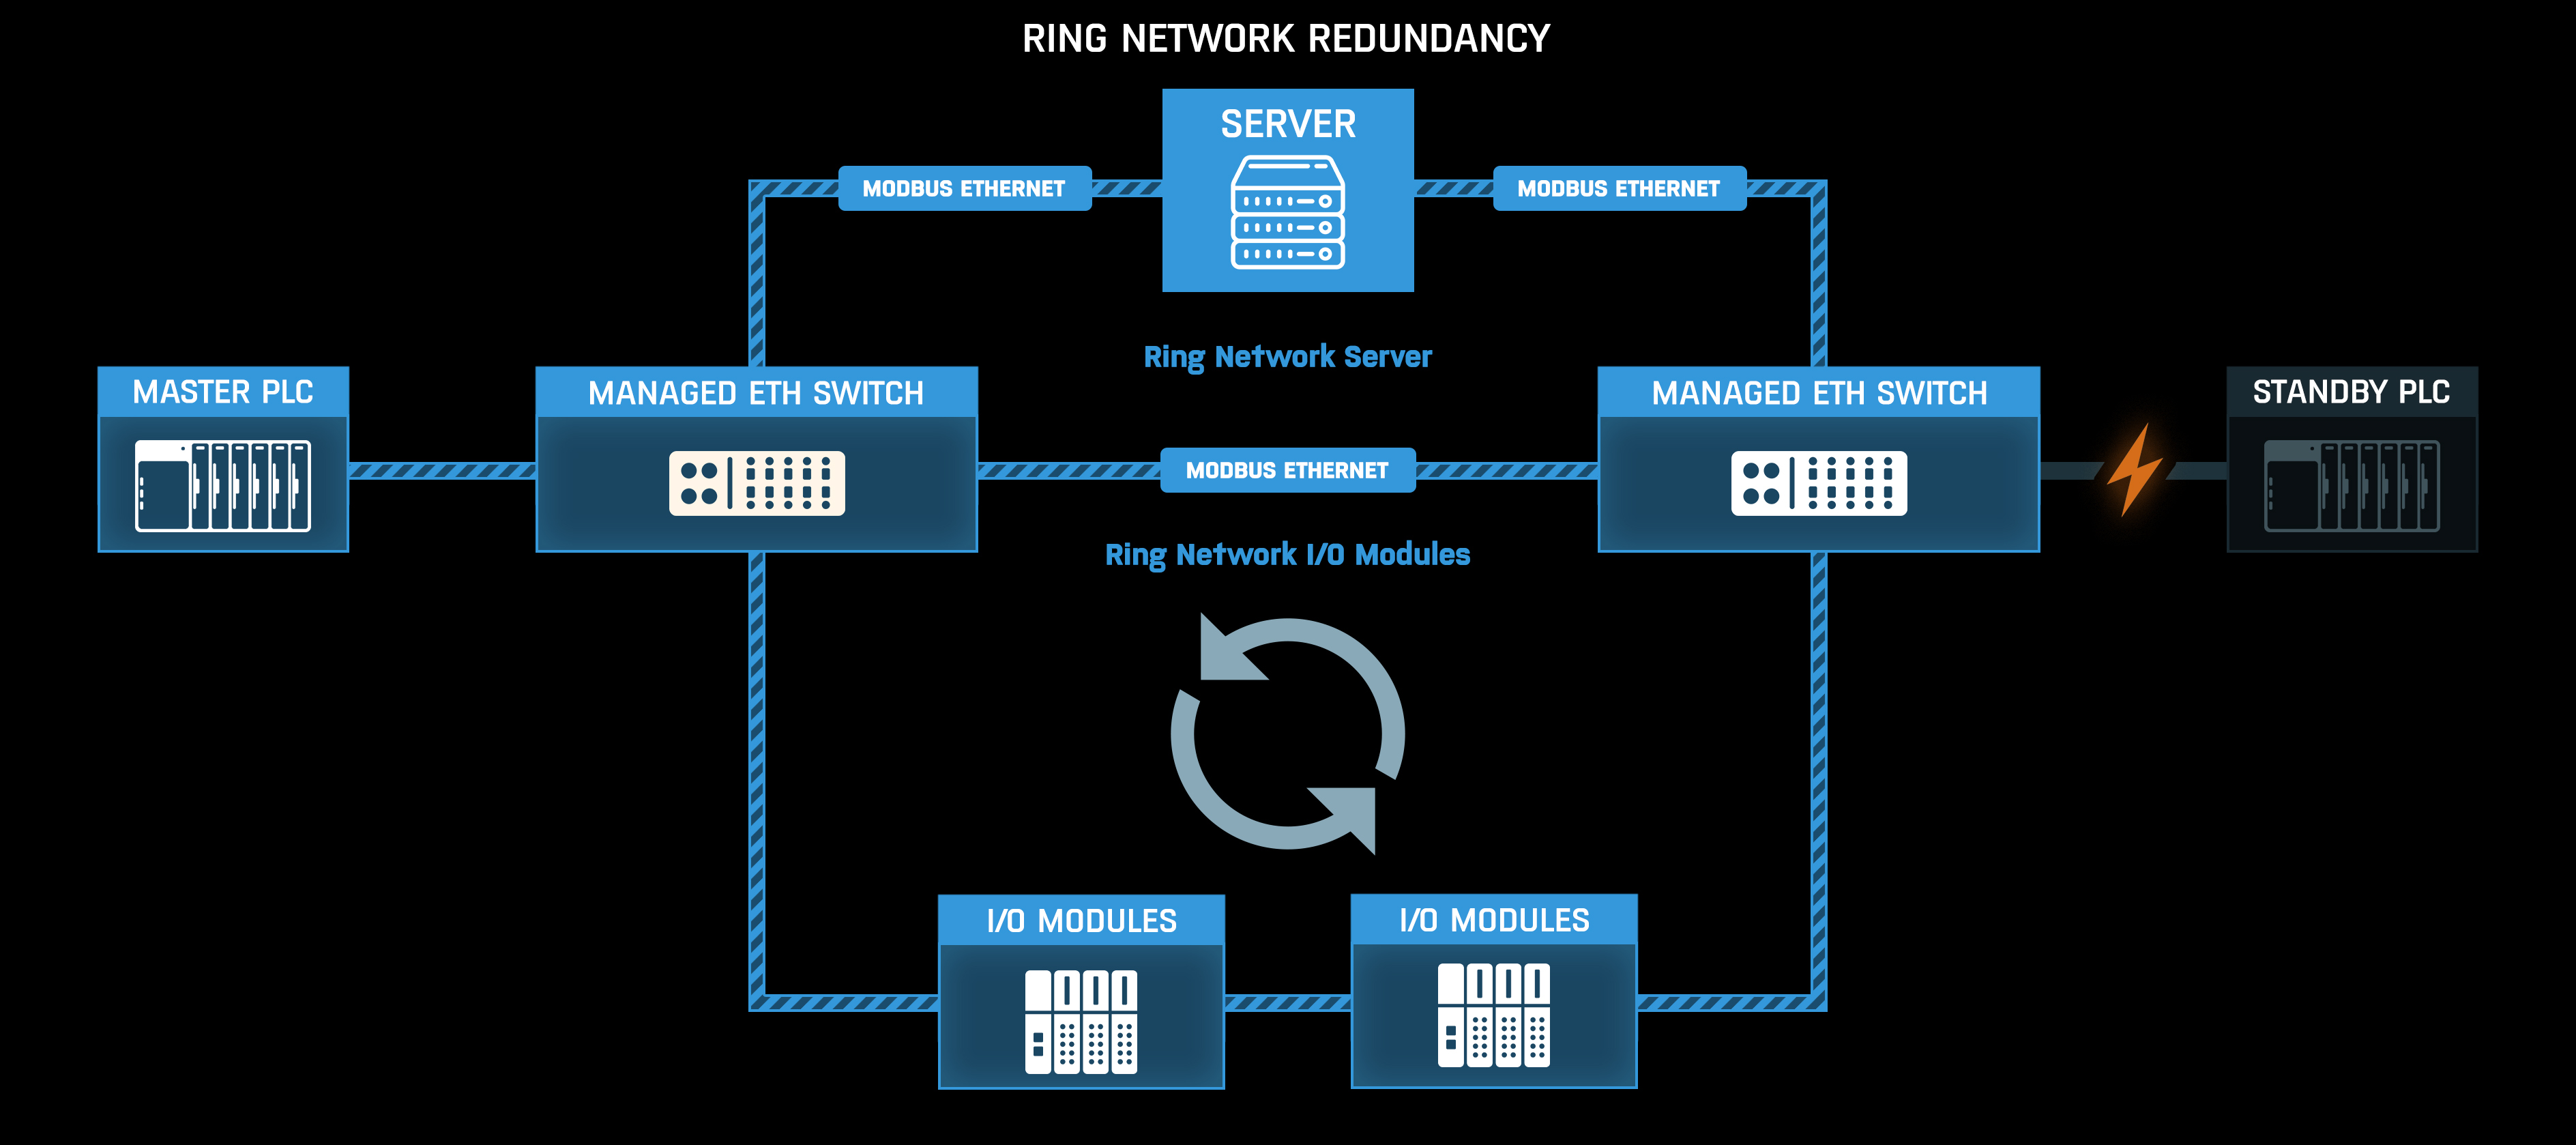 RING NETWORK REDUNDANCY
SERVER
MODBUS ETHERNET
MODBUS ETHERNET
Ring Network Server
MASTER PLC
MANAGED ETH SWITCH
MANAGED ETH SWITCH
STANDBY PLC
MODBUS ETHERNET
Ring Network I/O Modules
I/O MODULES
I/O MODULES